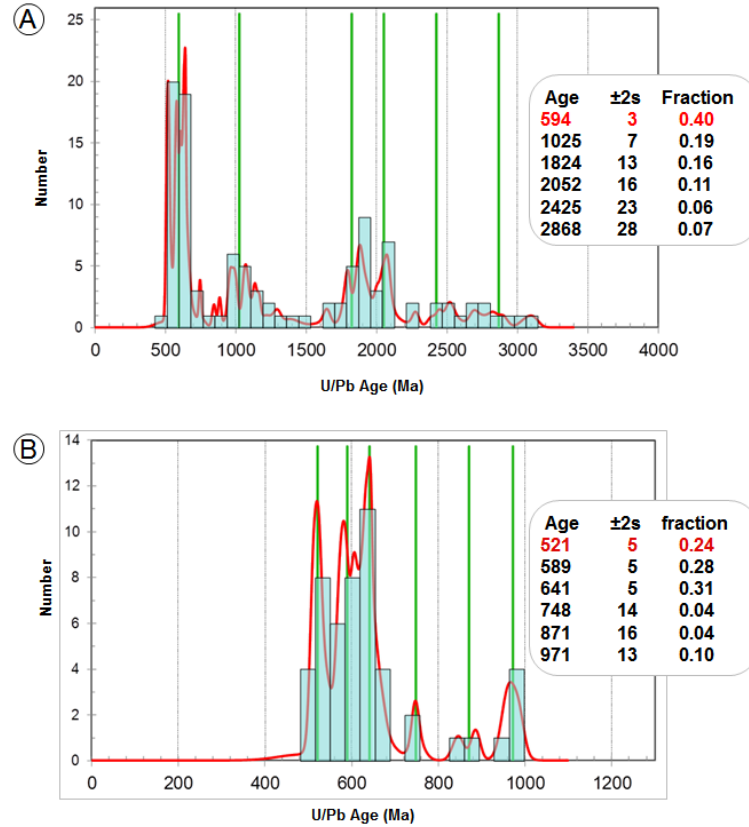 A
25
20
15
10
5
0
Number
0 500 1000 1500 2000 2500 3000 3500 4000
U/Pb Age (Ma)
Age ±2s Fraction
594 3 0.40
1025 7 0.19
1824 13 0.16
2052 16 0.11
2425 23 0.06
2868 28 0.07
B
14
12
10
8
6
4
2
0
Number
0 200 400 600 800 1000 1200
U/Pb Age (Ma)
Age ±2s fraction
521 5 0.24
589 5 0.28
641 5 0.31
748 14 0.04
871 16 0.04
971 13 0.10